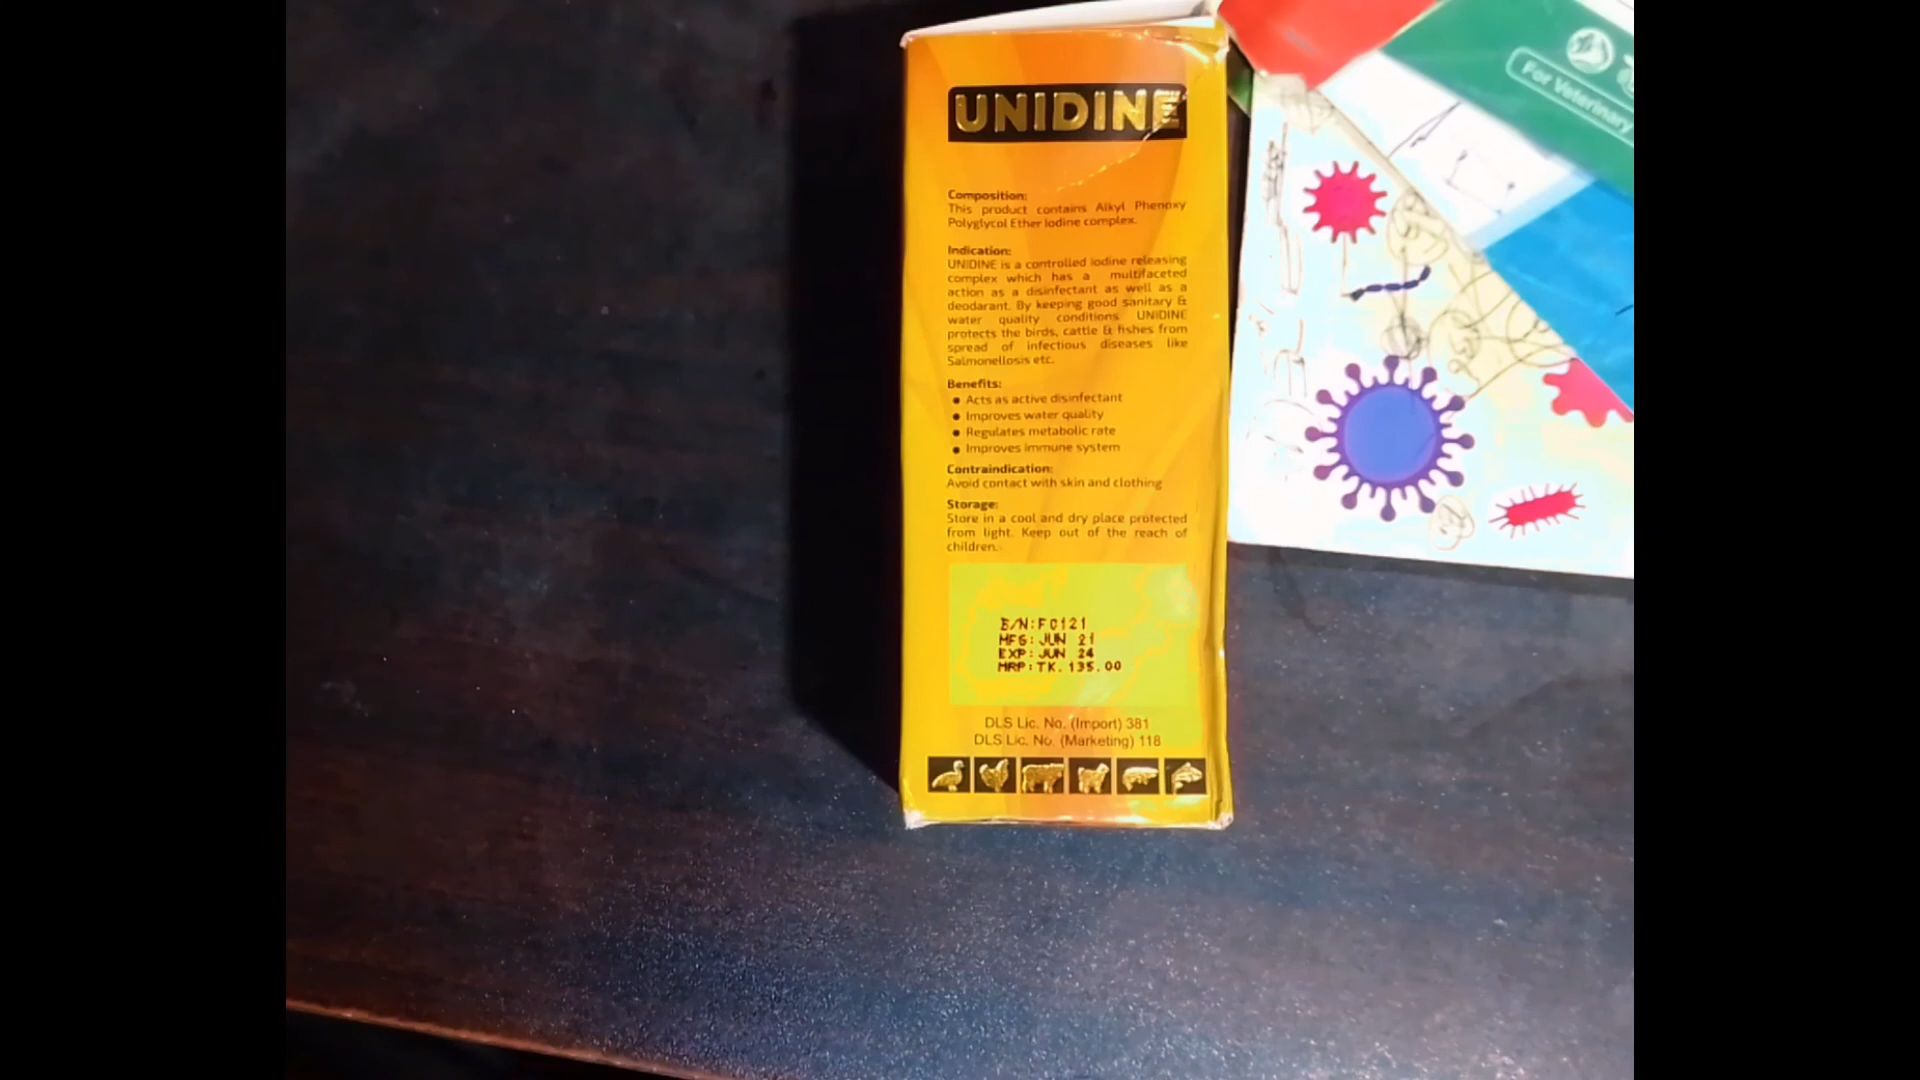 UNIDINE
Composition:
This product contains Alkyl Phenoxy
Polyglycol Ether Iodine complex.
Indication:
UNIDINE is a controlled iodine releasing
complex which has a multifaceted
action as a disinfectant as well as a
deodarant. By keeping good sanitary &
water quality conditions UNIDINE
protects the birds, cattle & fishes from
spread of infectious diseases like
Salmonellosis etc.
Benefits:
● Acts as active disinfectant
● Improves water quality
● Regulates metabolic rate
● Improves immune system
Contraindication:
Avoid contact with skin and clothing
Storage:
Store in a cool and dry place protected
from light. Keep out of the reach of
children.
B/N:F0121
MFG: JUN 21
EXP: JUN 24
MRP:TK.135.00
DLS Lic. No. (Import) 381
DLS Lic. No. (Marketing) 118
For Veterinary